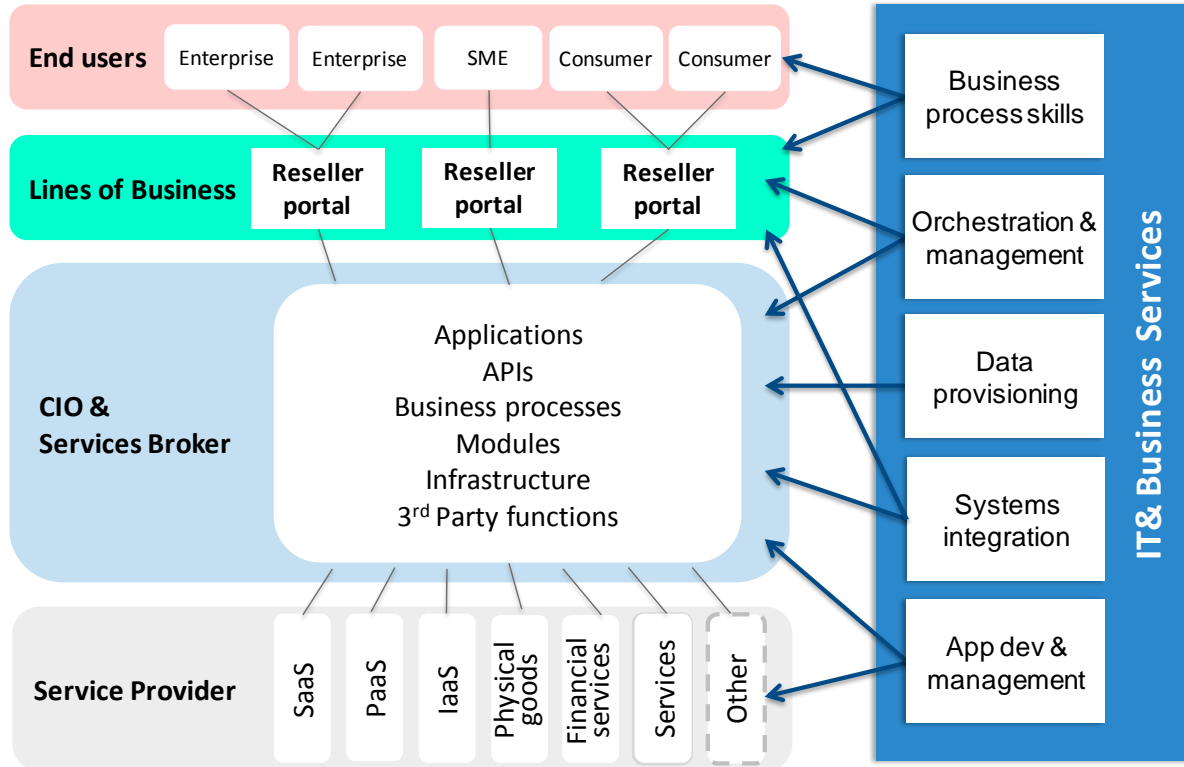 End users
Enterprise
Enterprise
SME
Consumer
Consumer
Lines of Business
Reseller
portal
Reseller
portal
Reseller
portal
CIO &
Services Broker
Applications
APIs
Business processes
Modules
Infrastructure
3rd Party functions
Service Provider
SaaS
PaaS
IaaS
Physical
goods
Financial
services
Services
Other
Business
process skills
Orchestration &
management
Data
provisioning
Systems
integration
App dev &
management
IT& Business Services